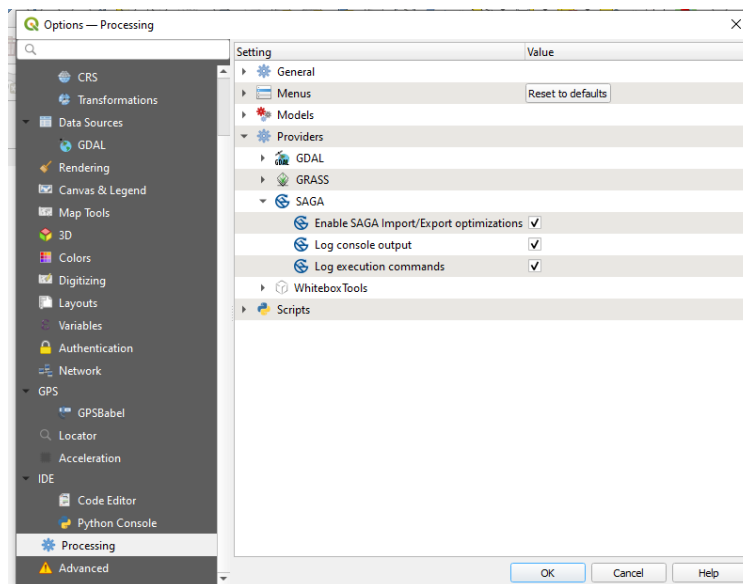 Options — Processing
CRS
Transformations
Data Sources
GDAL
Rendering
Canvas & Legend
Map Tools
3D
Colors
Digitizing
Layouts
Variables
Authentication
Network
GPS
GPSBabel
Locator
Acceleration
IDE
Code Editor
Python Console
Processing
Advanced
Setting Value
General
Menus Reset to defaults
Models
Providers
GDAL
GRASS
SAGA
Enable SAGA Import/Export optimizations
Log console output
Log execution commands
WhiteboxTools
Scripts
OK Cancel Help